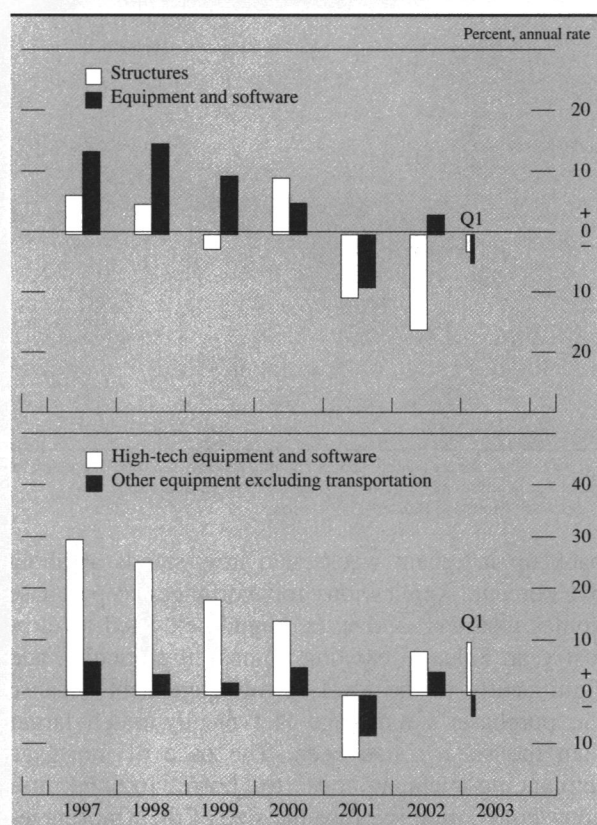 Percent, annual rate
Structures
Equipment and software
20
10
Q1
+
0
−
10
20
High-tech equipment and software
Other equipment excluding transportation
40
30
20
10
Q1
+
0
−
10
1997 1998 1999 2000 2001 2002 2003